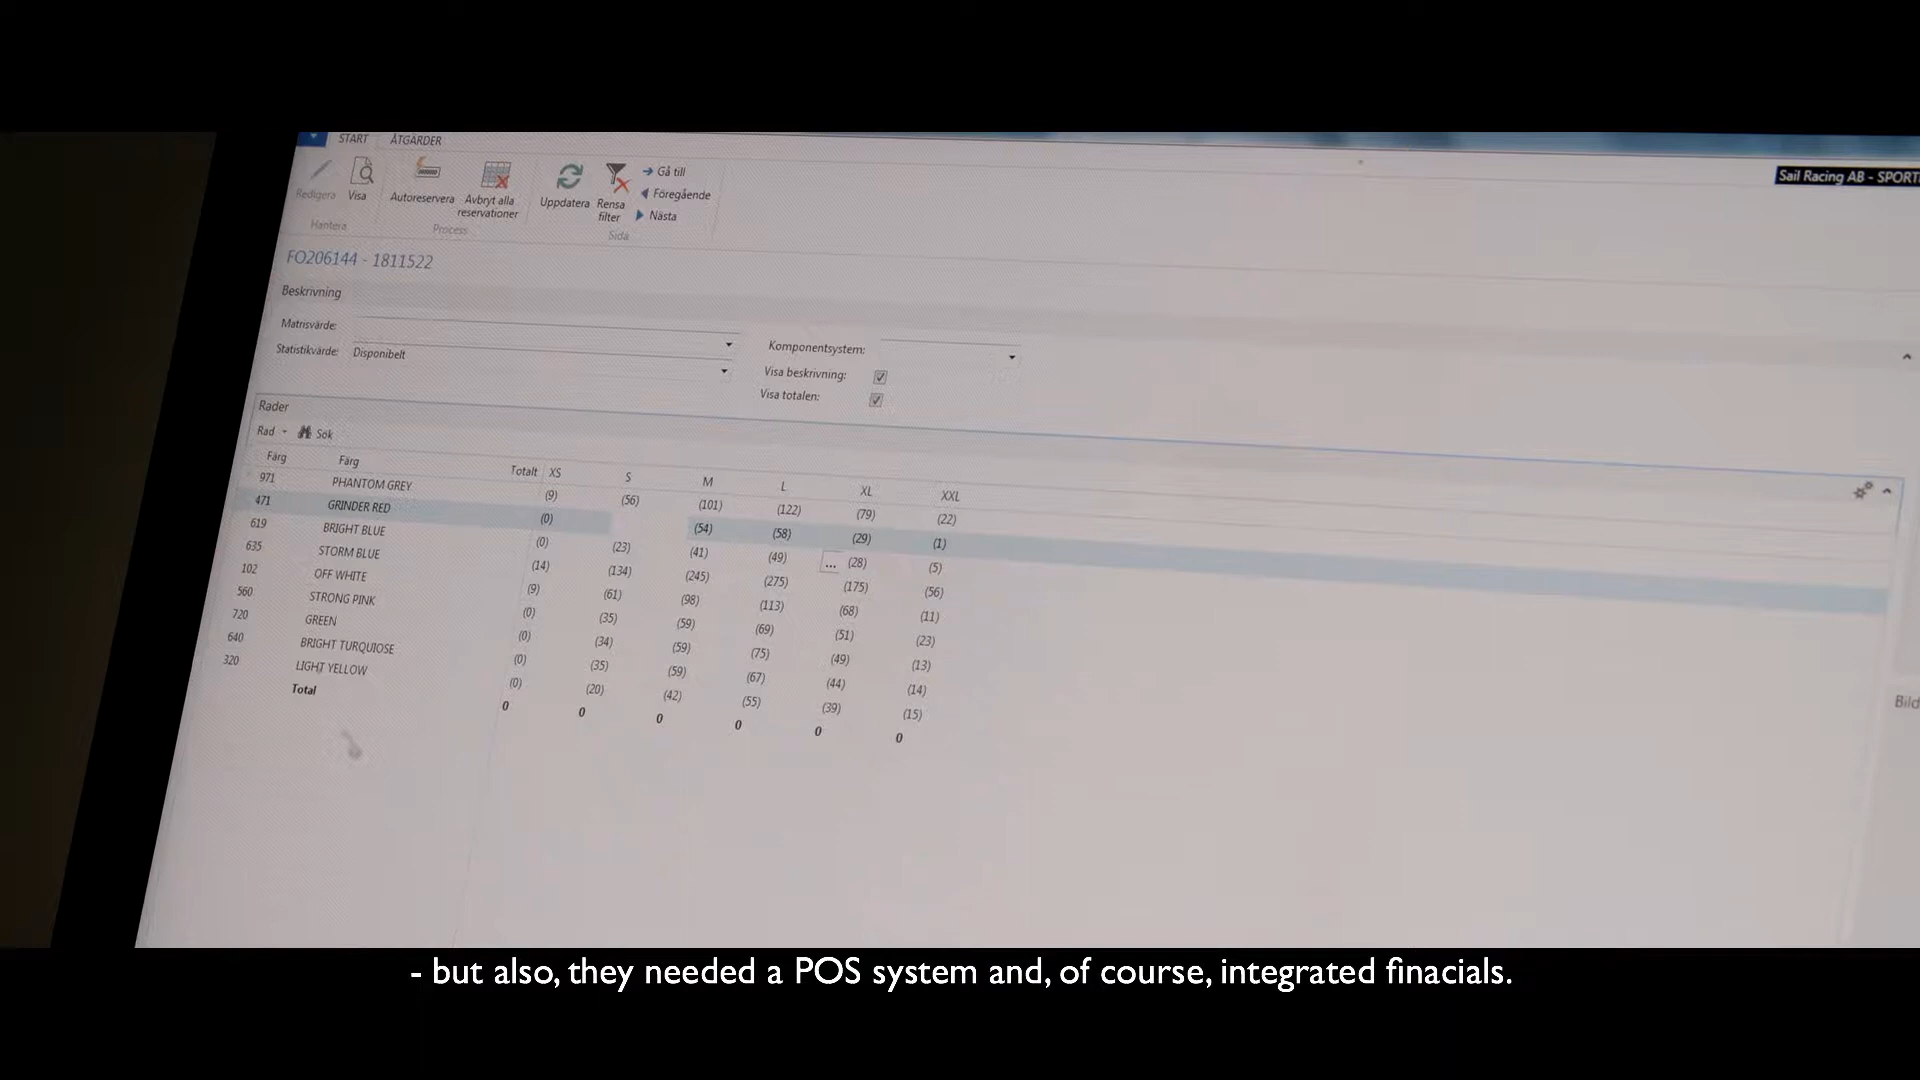 START ÅTGÄRDER
Sail Racing AB - SPORT
Redigera Visa Autoreservera Avbryt alla reservationer Uppdatera Rensa filter
Gå till
Föregående
Nästa
Hantera Process Sida
FO206144 - 1811522
Beskrivning
Matrisvärde:
Statistikvärde: Disponibelt
Komponentsystem:
Visa beskrivning:
Visa totalen:
Rader
Rad Sök
Färg Färg Totalt XS S M L XL XXL
971 PHANTOM GREY (9) (56) (101) (122) (79) (22)
471 GRINDER RED (0) (54) (58) (29) (1)
619 BRIGHT BLUE (0) (23) (41) (49) ... (28) (5)
635 STORM BLUE (14) (134) (245) (275) (175) (56)
102 OFF WHITE (9) (61) (98) (113) (68) (11)
560 STRONG PINK (0) (35) (59) (69) (51) (23)
720 GREEN (0) (34) (59) (75) (49) (13)
640 BRIGHT TURQUIOSE (0) (35) (59) (67) (44) (14)
320 LIGHT YELLOW (0) (20) (42) (55) (39) (15)
Total 0 0 0 0 0 0
Bild
- but also, they needed a POS system and, of course, integrated finacials.